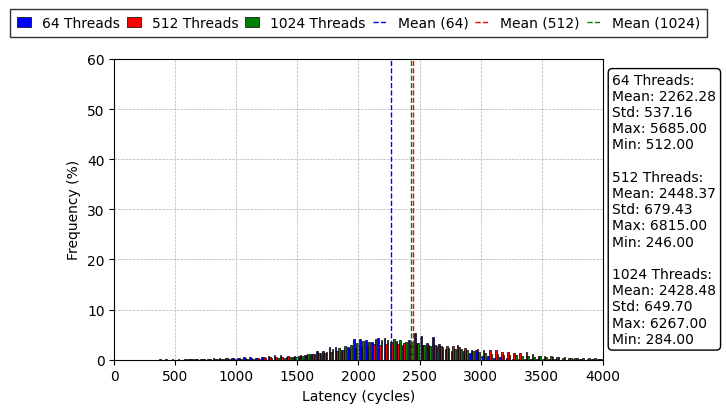 64 Threads 512 Threads 1024 Threads Mean (64) Mean (512) Mean (1024)
60
50
40
30
20
10
0
Frequency (%)
0 500 1000 1500 2000 2500 3000 3500 4000
Latency (cycles)
64 Threads:
Mean: 2262.28
Std: 537.16
Max: 5685.00
Min: 512.00
512 Threads:
Mean: 2448.37
Std: 679.43
Max: 6815.00
Min: 246.00
1024 Threads:
Mean: 2428.48
Std: 649.70
Max: 6267.00
Min: 284.00